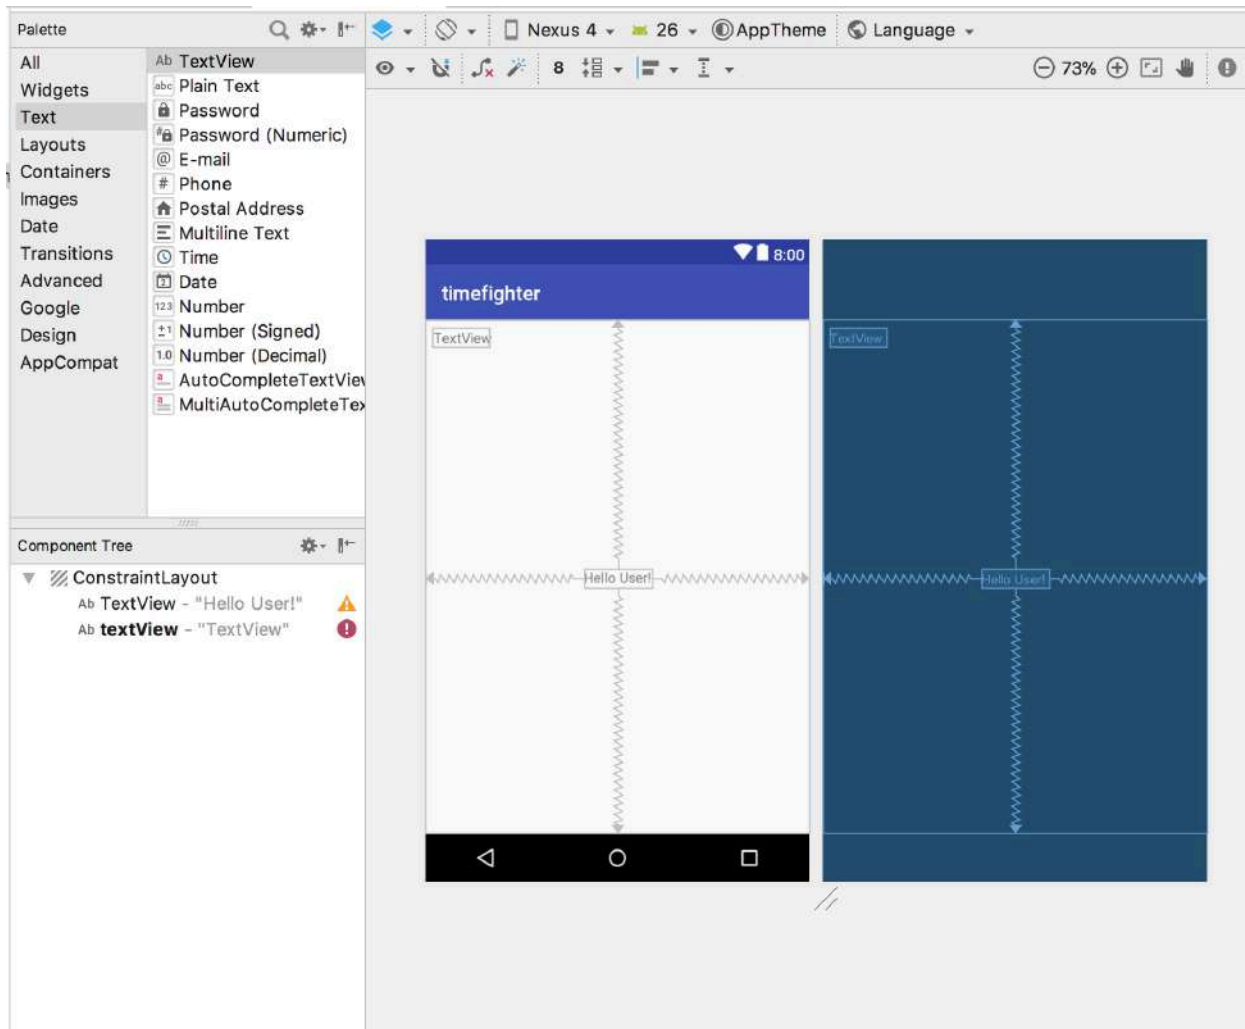 Palette
Nexus 4 26 AppTheme Language
All
Widgets
Text
Layouts
Containers
Images
Date
Transitions
Advanced
Google
Design
AppCompat
Ab TextView
abc Plain Text
Password
Password (Numeric)
@ E-mail
# Phone
Postal Address
Multiline Text
Time
Date
123 Number
±1 Number (Signed)
1.0 Number (Decimal)
AutoCompleteTextView
MultiAutoCompleteTex
8 73%
8:00
timefighter
TextView
Hello User!
TextView
Hello User!
Component Tree
ConstraintLayout
Ab TextView - "Hello User!"
Ab textView - "TextView"